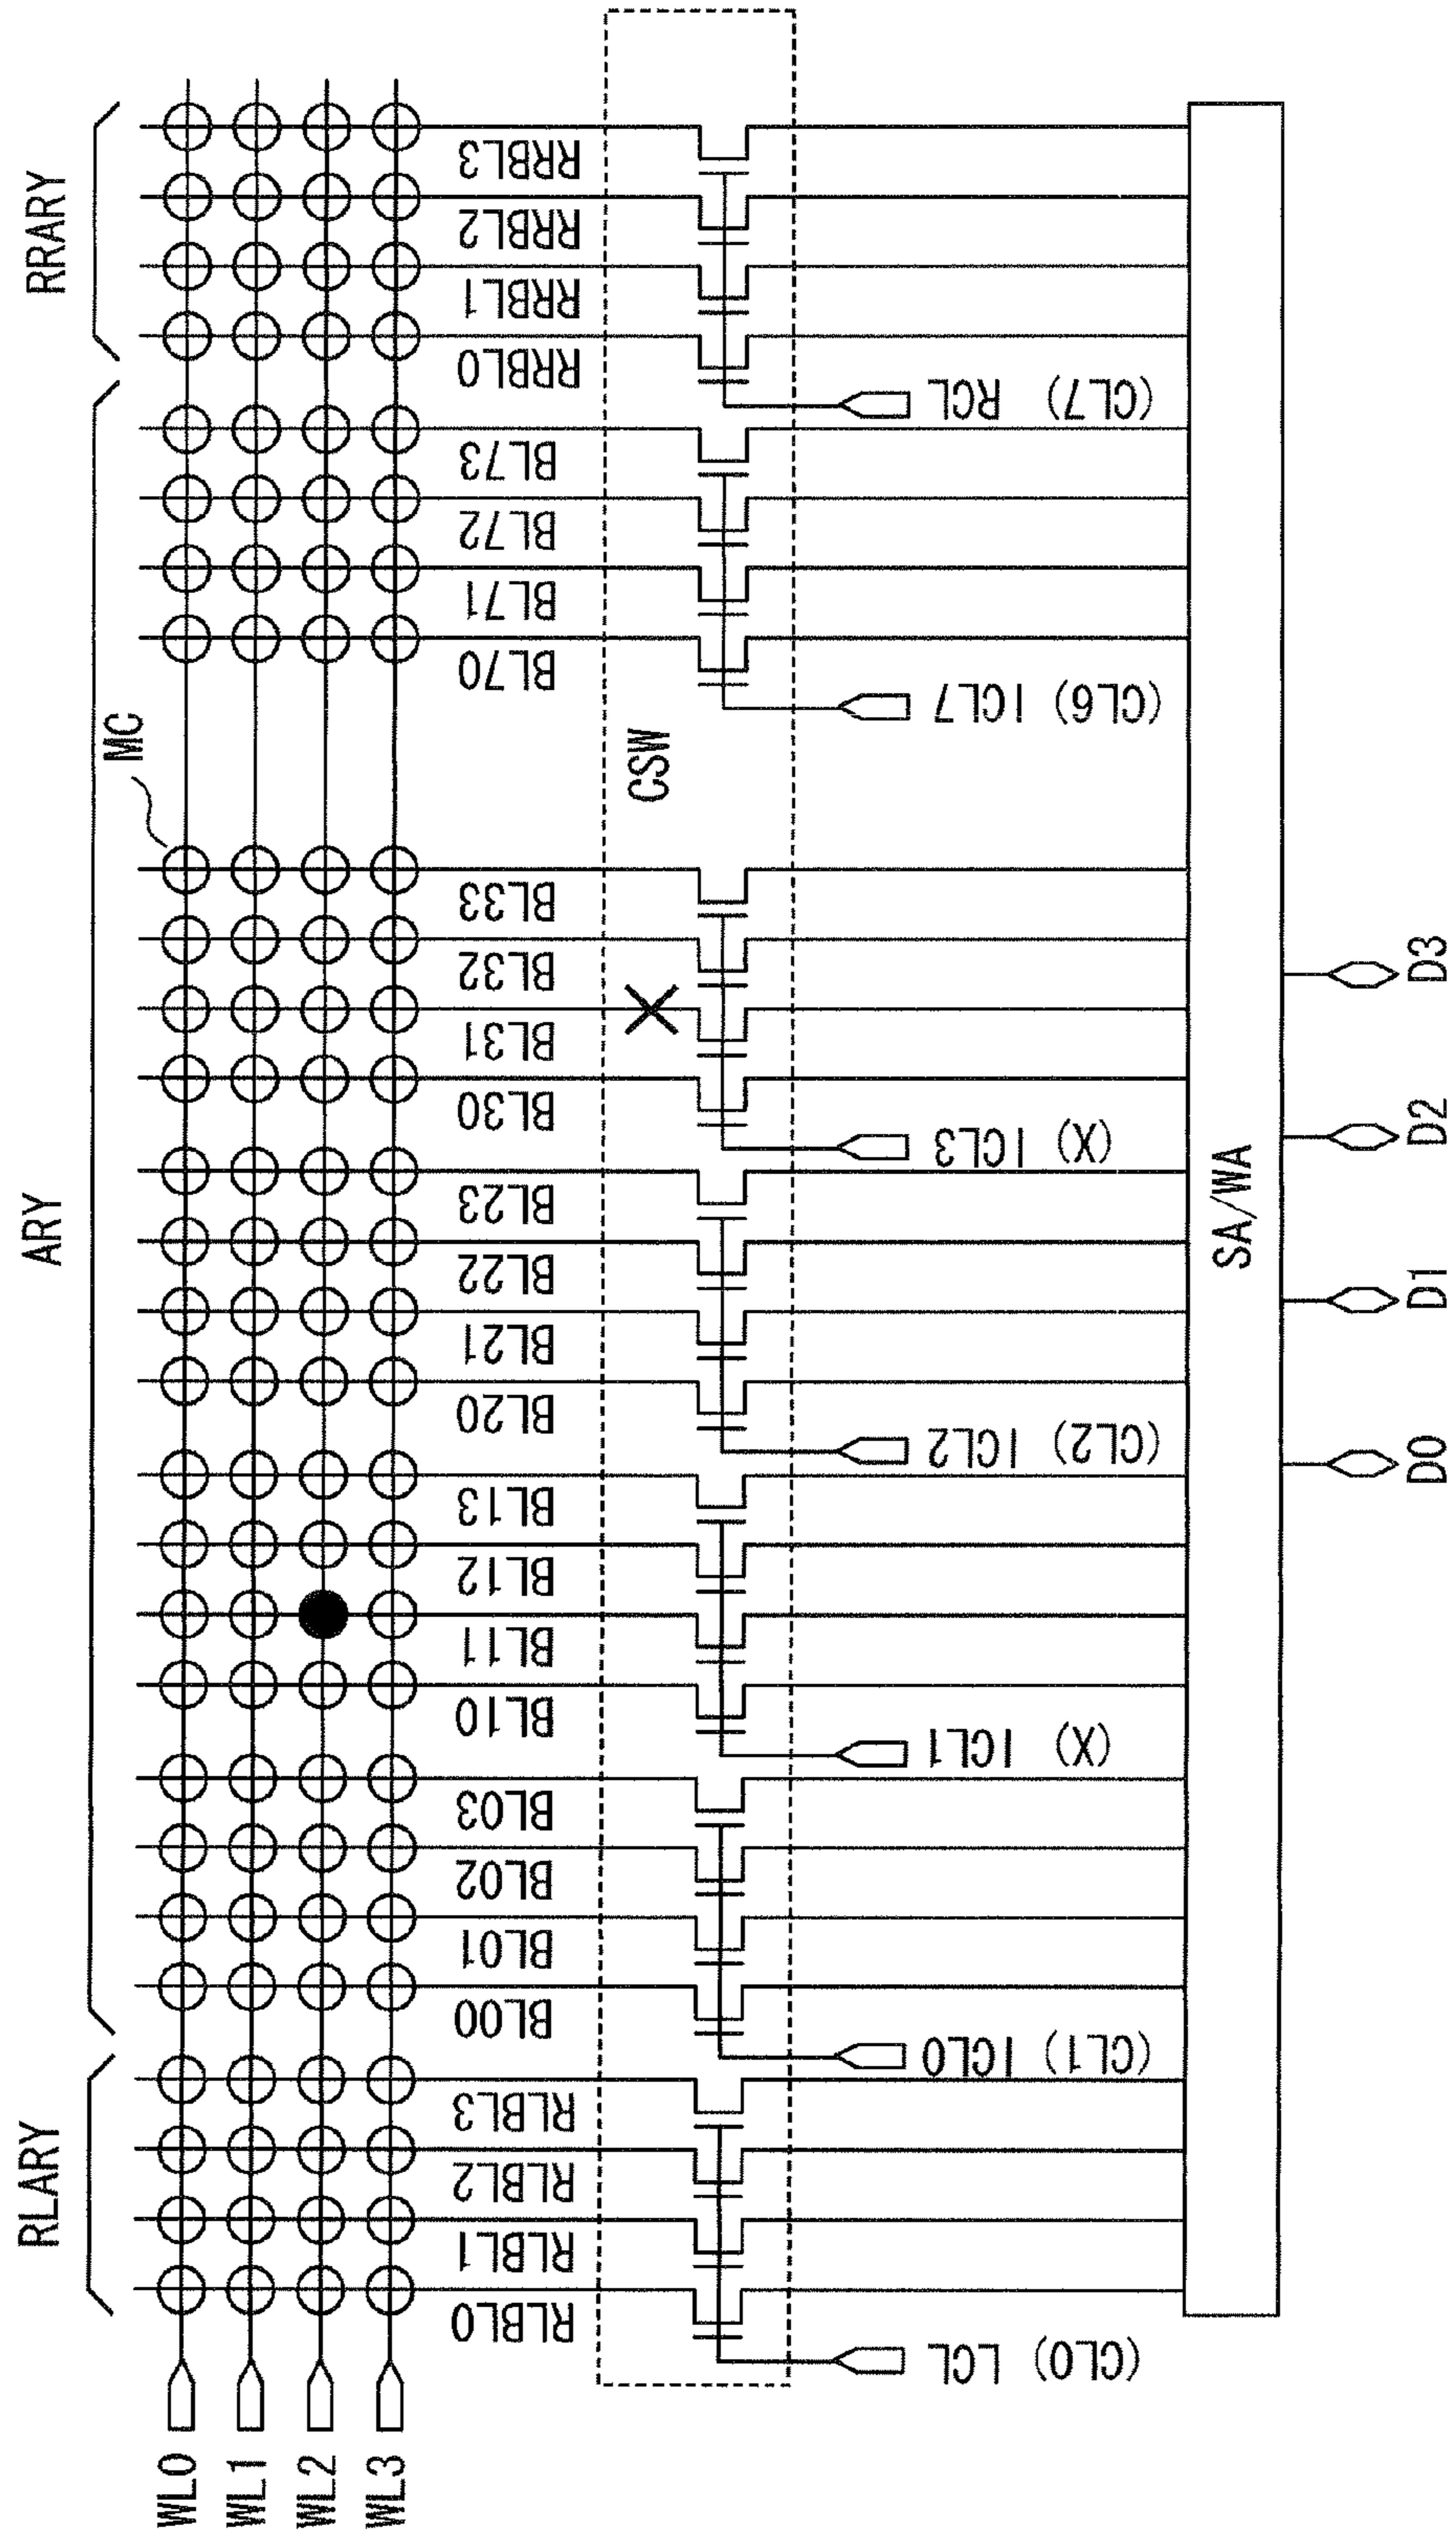 RLARY
ARY
RRARY
MC
WL0
WL1
WL2
WL3
RLBL0
RLBL1
RLBL2
RLBL3
BL00
BL01
BL02
BL03
BL10
BL11
BL12
BL13
BL20
BL21
BL22
BL23
BL30
BL31
BL32
BL33
BL70
BL71
BL72
BL73
RRBL0
RRBL1
RRBL2
RRBL3
CSW
LCL (CL0)
ICL0 (CL1)
ICL1 (X)
ICL2 (CL2)
ICL3 (X)
ICL7 (CL6)
RCL (CL7)
SA/WA
D0
D1
D2
D3